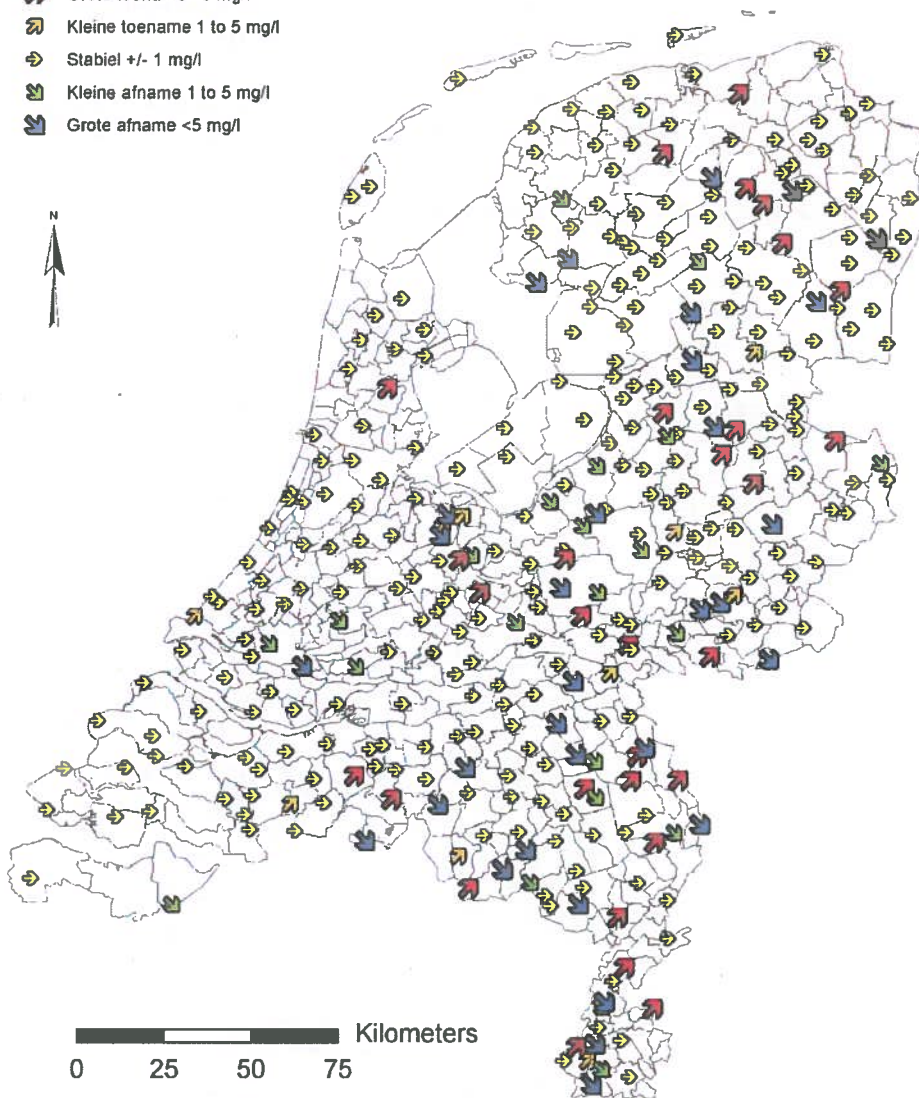 Kleine toename 1 to 5 mg/l
Stabiel +/- 1 mg/l
Kleine afname 1 to 5 mg/l
Grote afname <5 mg/l
N
Kilometers
0 25 50 75